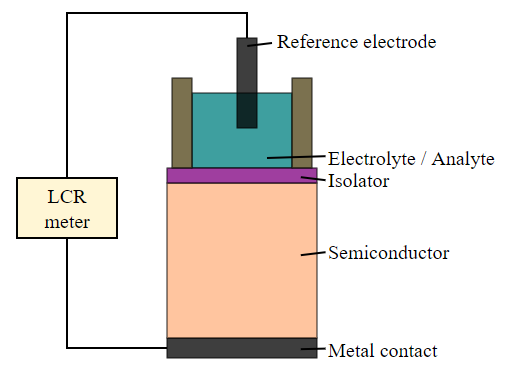 Reference electrode
Electrolyte / Analyte
Isolator
LCR
meter
Semiconductor
Metal contact